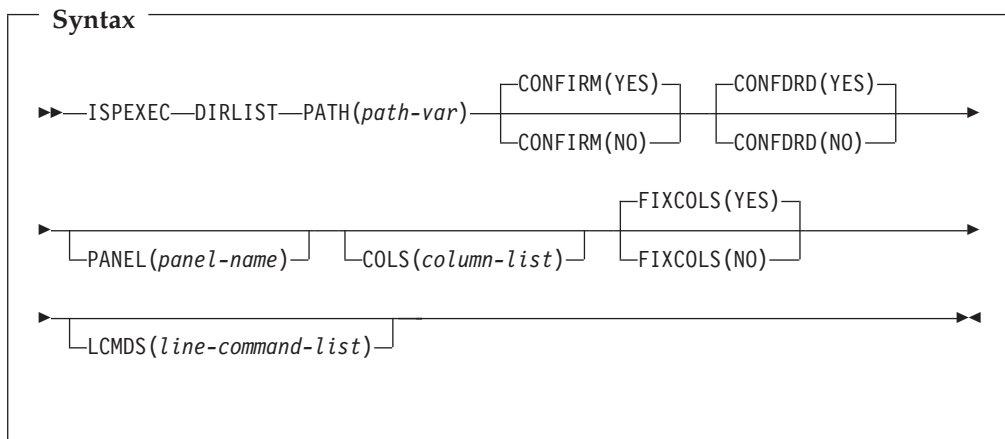 Syntax
CONFIRM(YES) CONFDRD(YES)
ISPEXEC DIRLIST PATH(path-var)
CONFIRM(NO) CONFDRD(NO)
FIXCOLS(YES)
PANEL(panel-name) COLS(column-list) FIXCOLS(NO)
LCMDS(line-command-list)